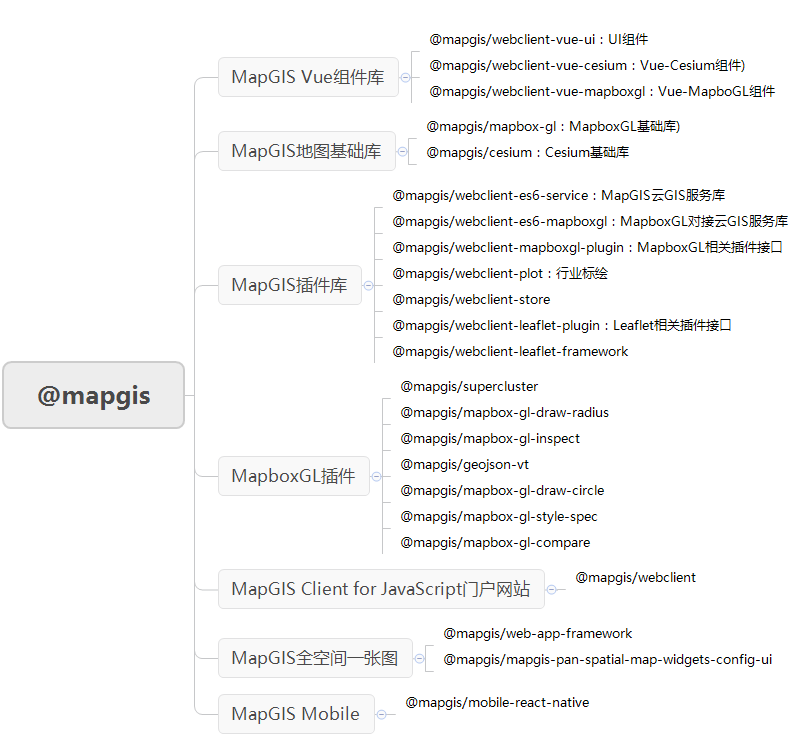 @mapgis
MapGIS Vue组件库
@mapgis/webclient-vue-ui：UI组件
@mapgis/webclient-vue-cesium：Vue-Cesium组件)
@mapgis/webclient-vue-mapboxgl：Vue-MapboGL组件
MapGIS地图基础库
@mapgis/mapbox-gl：MapboxGL基础库)
@mapgis/cesium：Cesium基础库
MapGIS插件库
@mapgis/webclient-es6-service：MapGIS云GIS服务库
@mapgis/webclient-es6-mapboxgl：MapboxGL对接云GIS服务库
@mapgis/webclient-mapboxgl-plugin：MapboxGL相关插件接口
@mapgis/webclient-plot：行业标绘
@mapgis/webclient-store
@mapgis/webclient-leaflet-plugin：Leaflet相关插件接口
@mapgis/webclient-leaflet-framework
MapboxGL插件
@mapgis/supercluster
@mapgis/mapbox-gl-draw-radius
@mapgis/mapbox-gl-inspect
@mapgis/geojson-vt
@mapgis/mapbox-gl-draw-circle
@mapgis/mapbox-gl-style-spec
@mapgis/mapbox-gl-compare
MapGIS Client for JavaScript门户网站
@mapgis/webclient
MapGIS全空间一张图
@mapgis/web-app-framework
@mapgis/mapgis-pan-spatial-map-widgets-config-ui
MapGIS Mobile
@mapgis/mobile-react-native